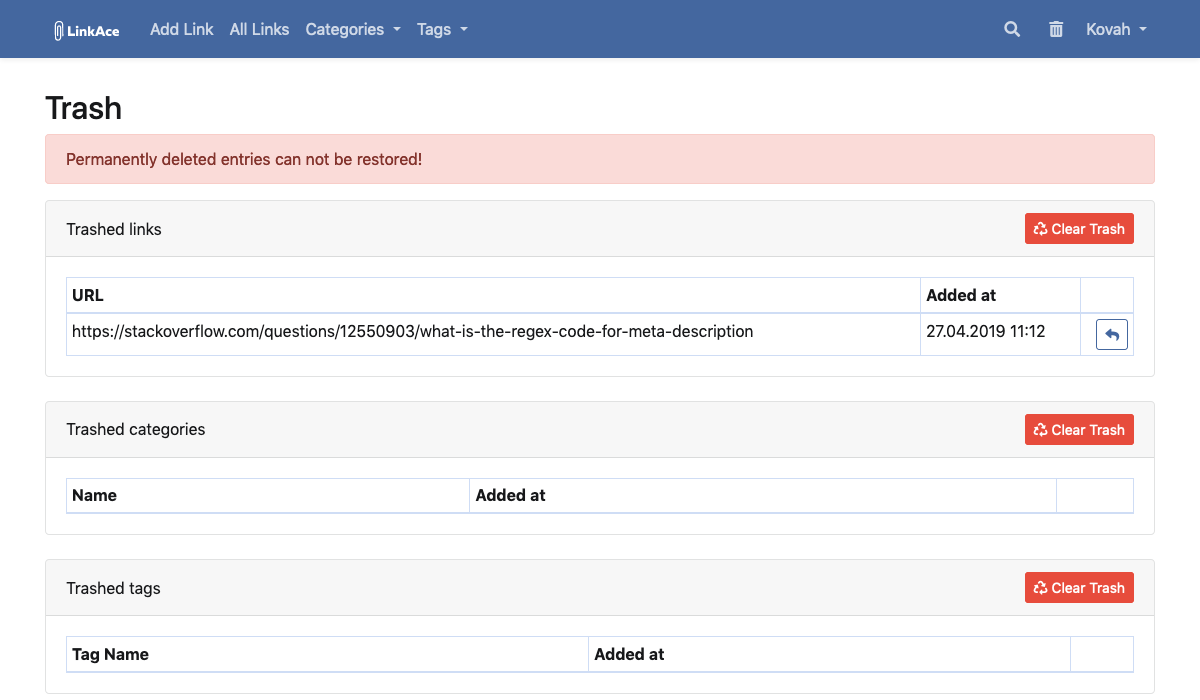 LinkAce Add Link All Links Categories Tags Kovah
Trash
Permanently deleted entries can not be restored!
Trashed links Clear Trash
URL Added at
https://stackoverflow.com/questions/12550903/what-is-the-regex-code-for-meta-description 27.04.2019 11:12
Trashed categories Clear Trash
Name Added at
Trashed tags Clear Trash
Tag Name Added at